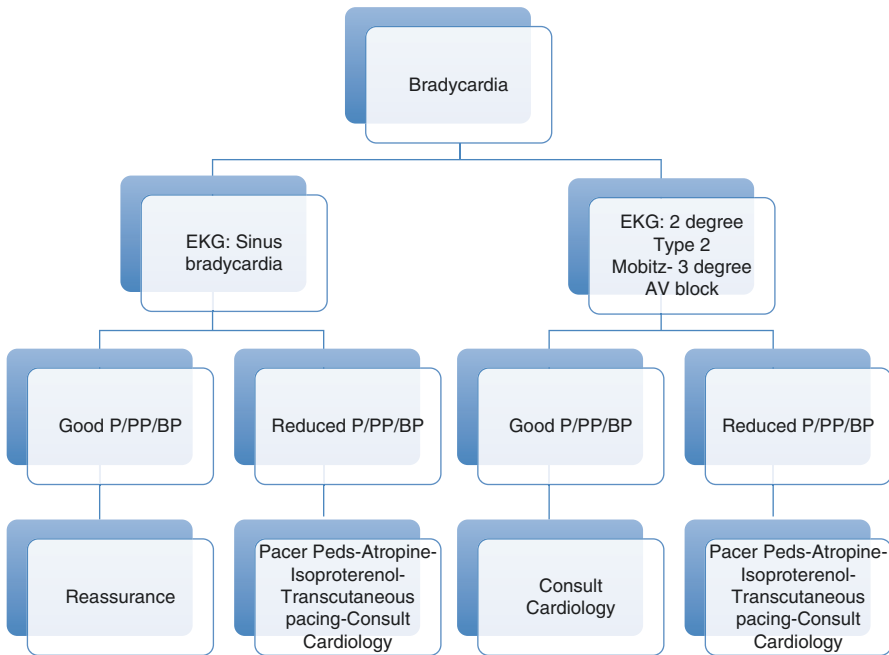 Bradycardia
EKG: Sinus
bradycardia
EKG: 2 degree
Type 2
Mobitz- 3 degree
AV block
Good P/PP/BP
Reduced P/PP/BP
Good P/PP/BP
Reduced P/PP/BP
Reassurance
Pacer Peds-Atropine-
Isoproterenol-
Transcutaneous
pacing-Consult
Cardiology
Consult
Cardiology
Pacer Peds-Atropine-
Isoproterenol-
Transcutaneous
pacing-Consult
Cardiology